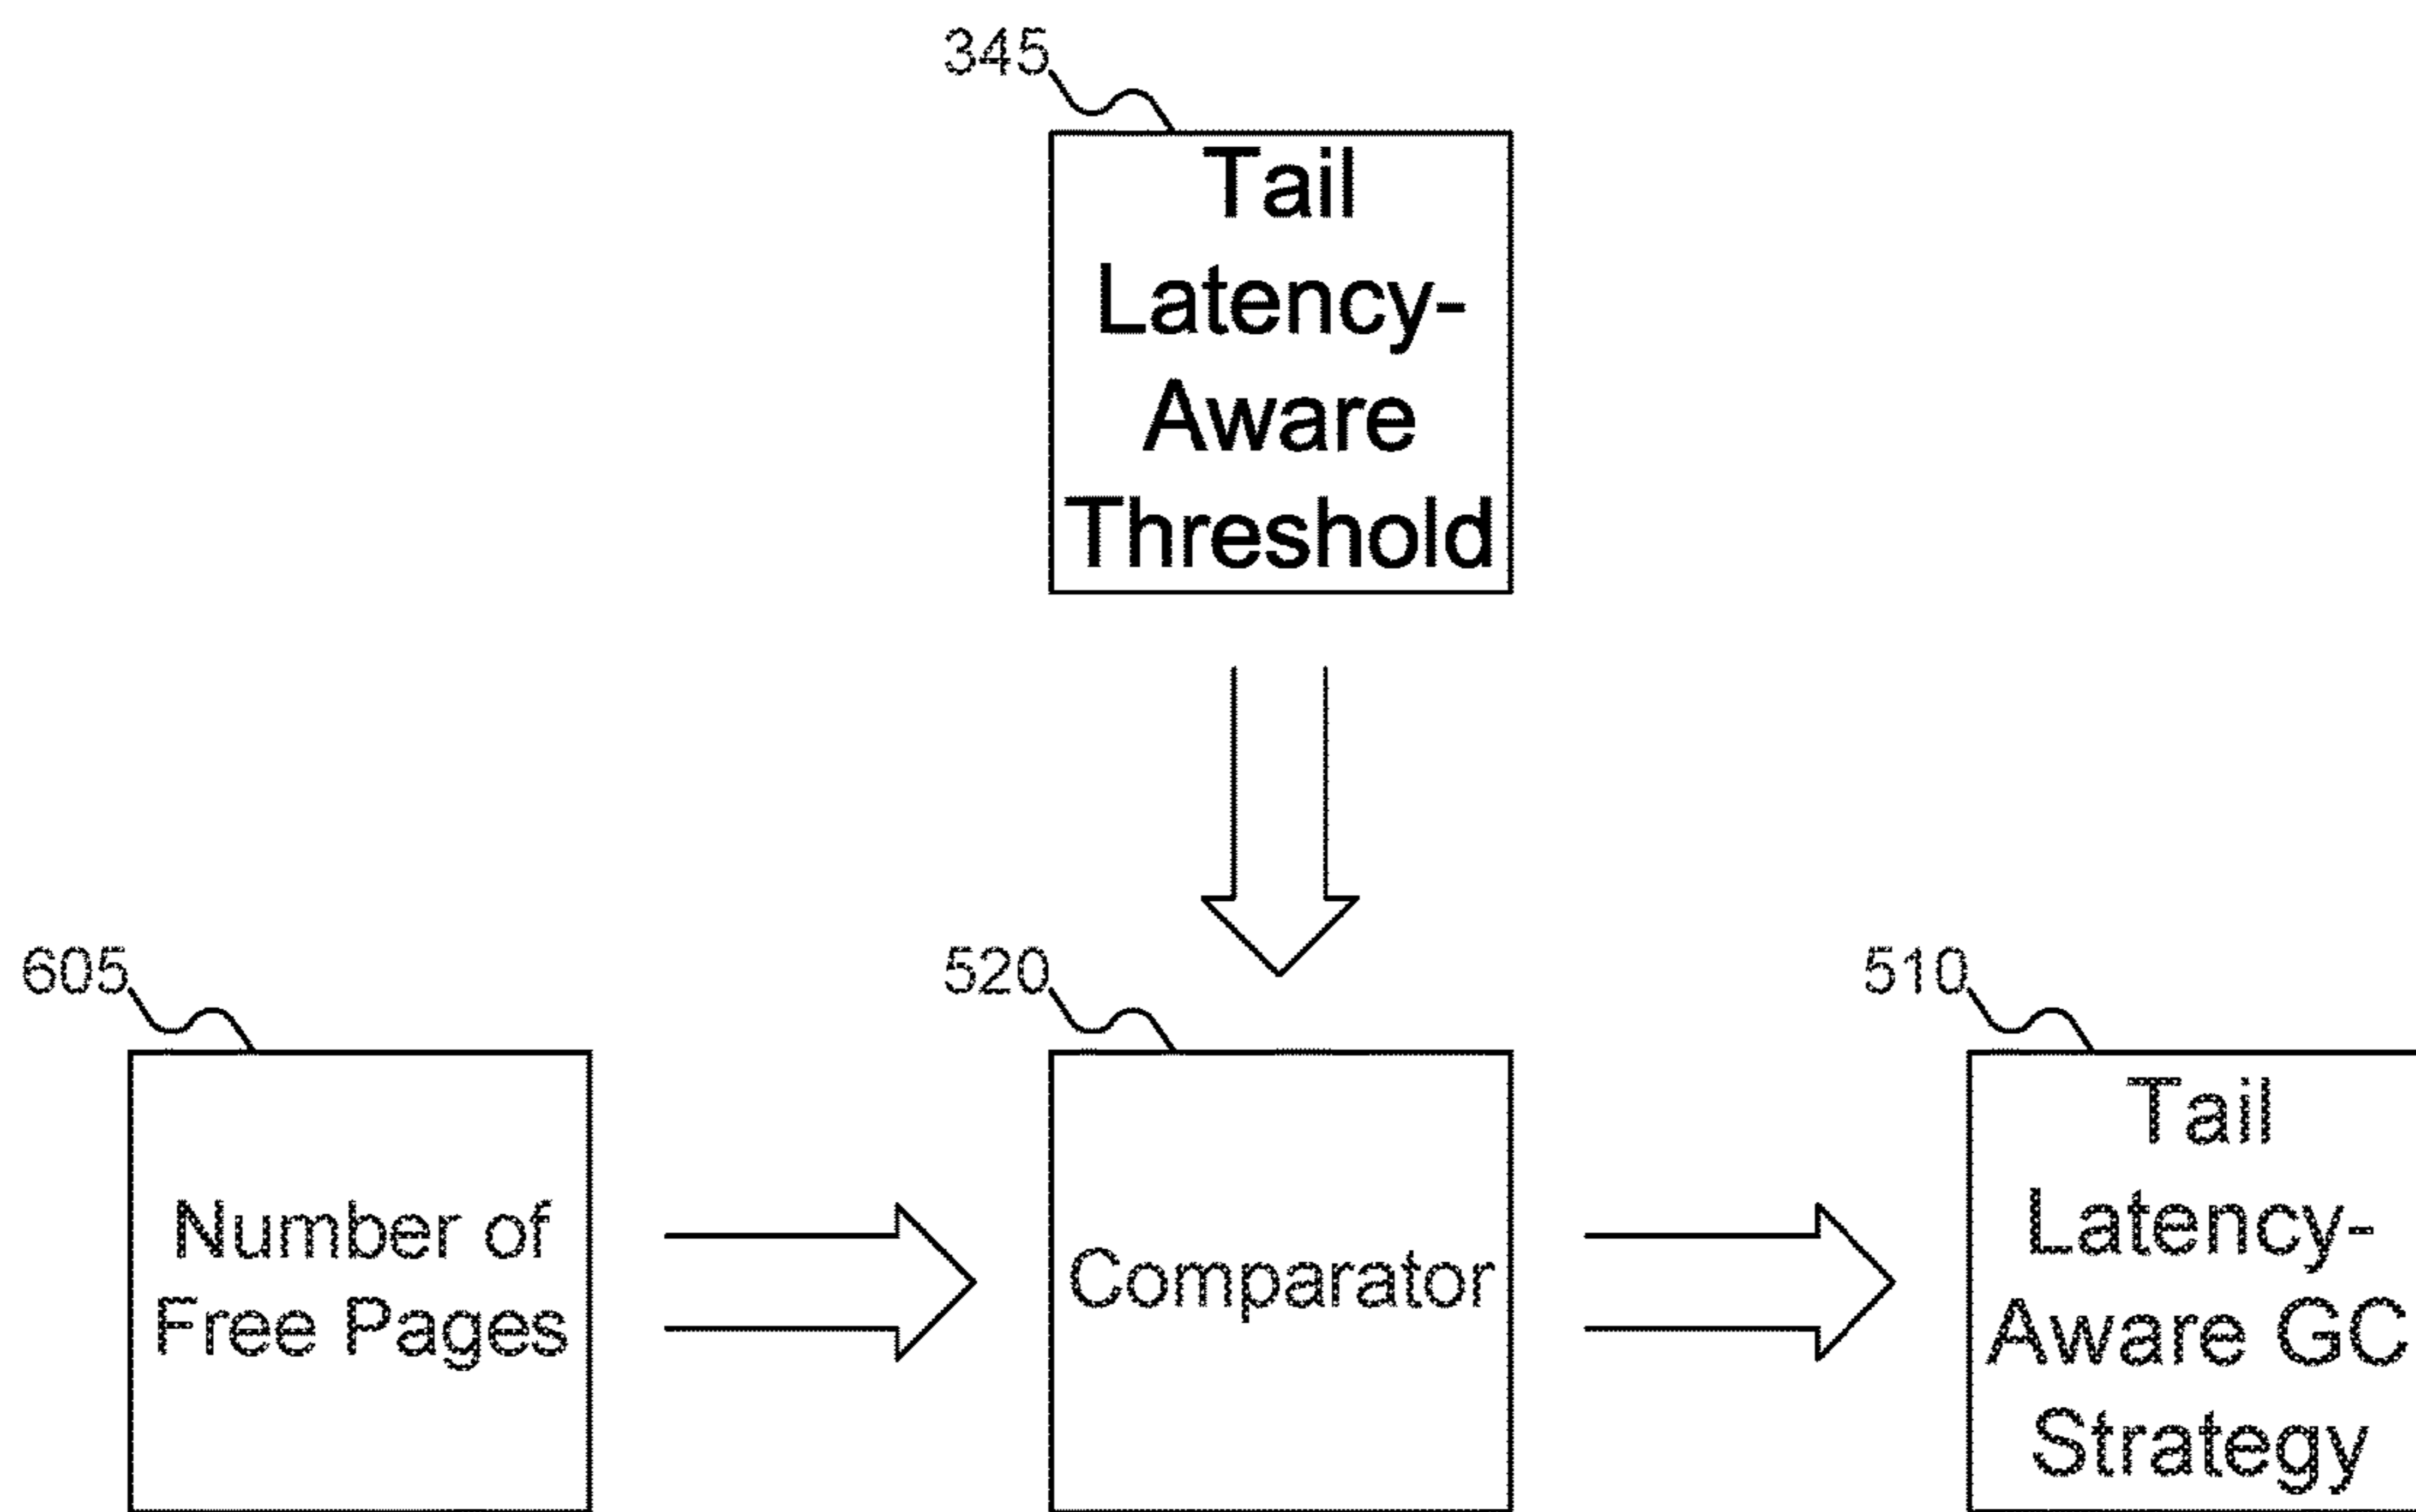 345
Tail
Latency-
Aware
Threshold
605
520
510
Number of
Free Pages
Comparator
Tail
Latency-
Aware GC
Strategy